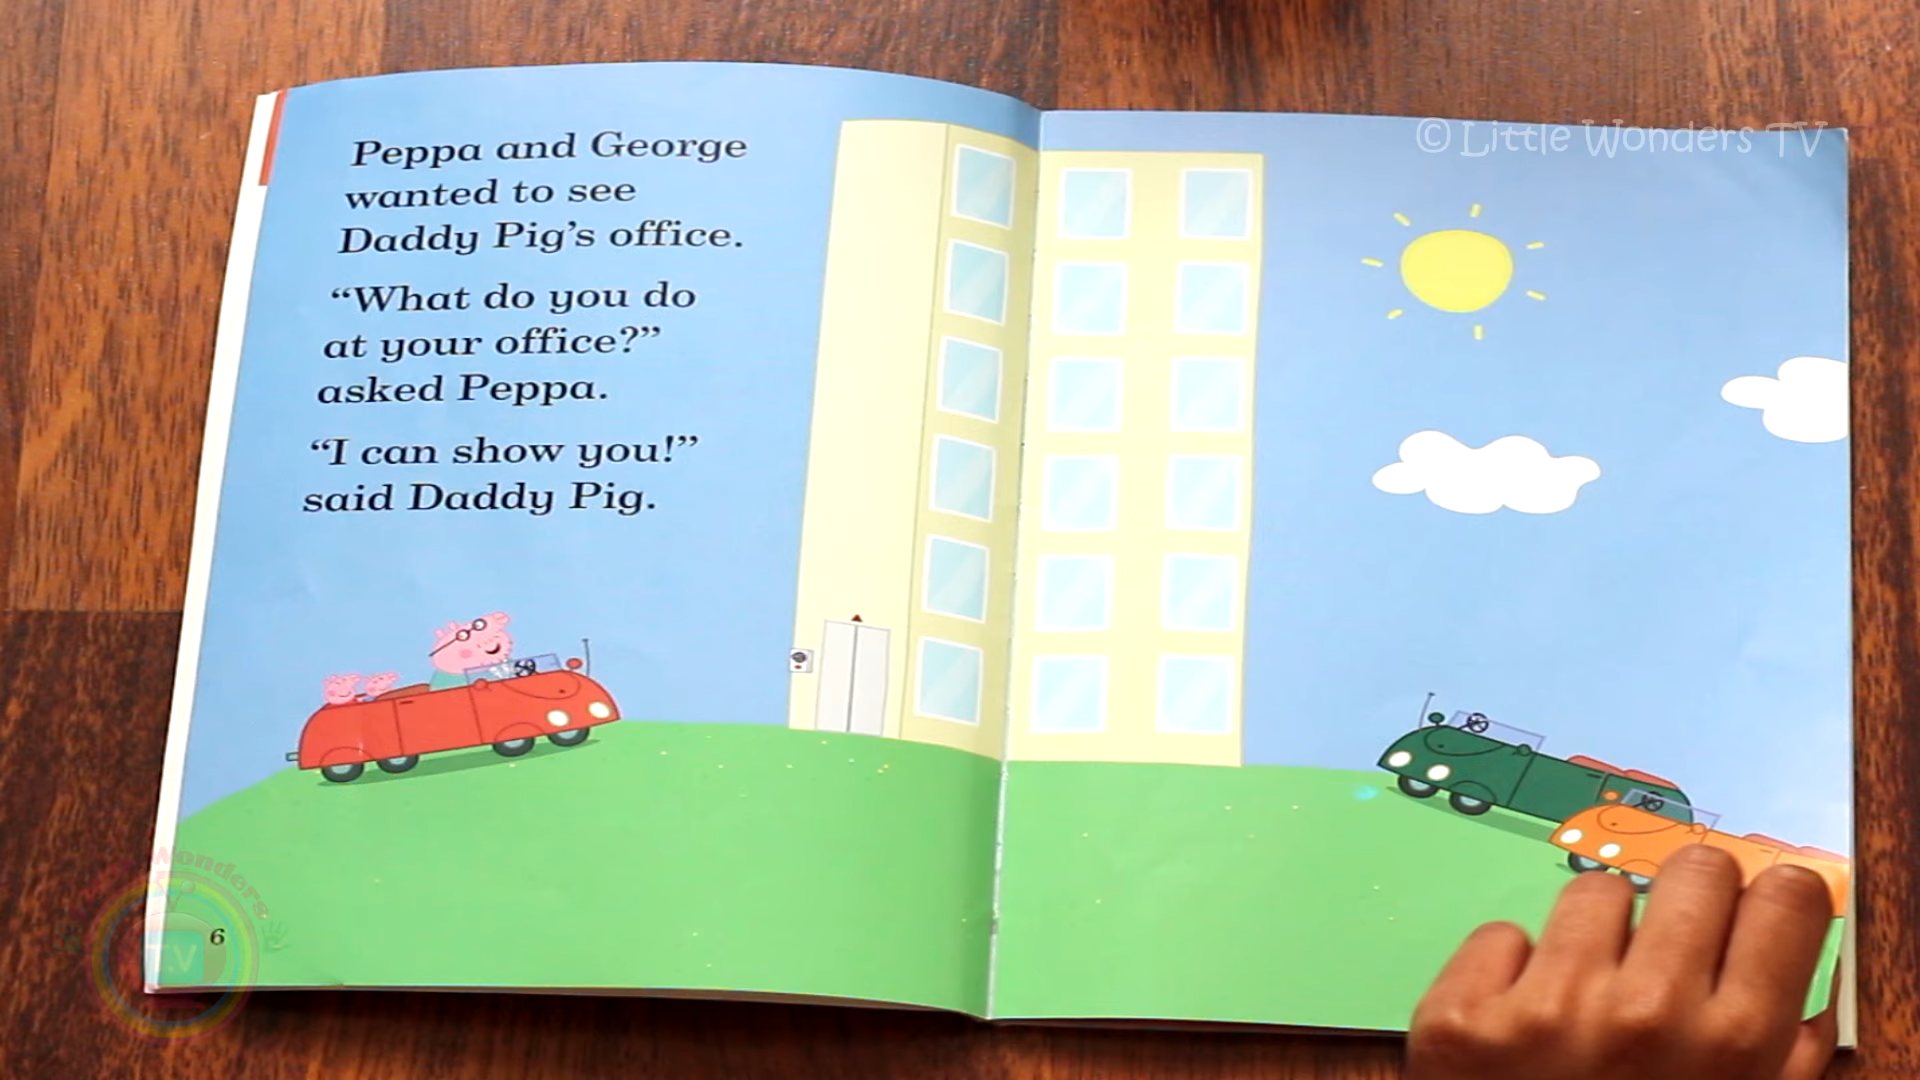 Peppa and George
wanted to see
Daddy Pig's office.
“What do you do
at your office?”
asked Peppa.
“I can show you!”
said Daddy Pig.
6
© Little Wonders TV
Wonders
T.V